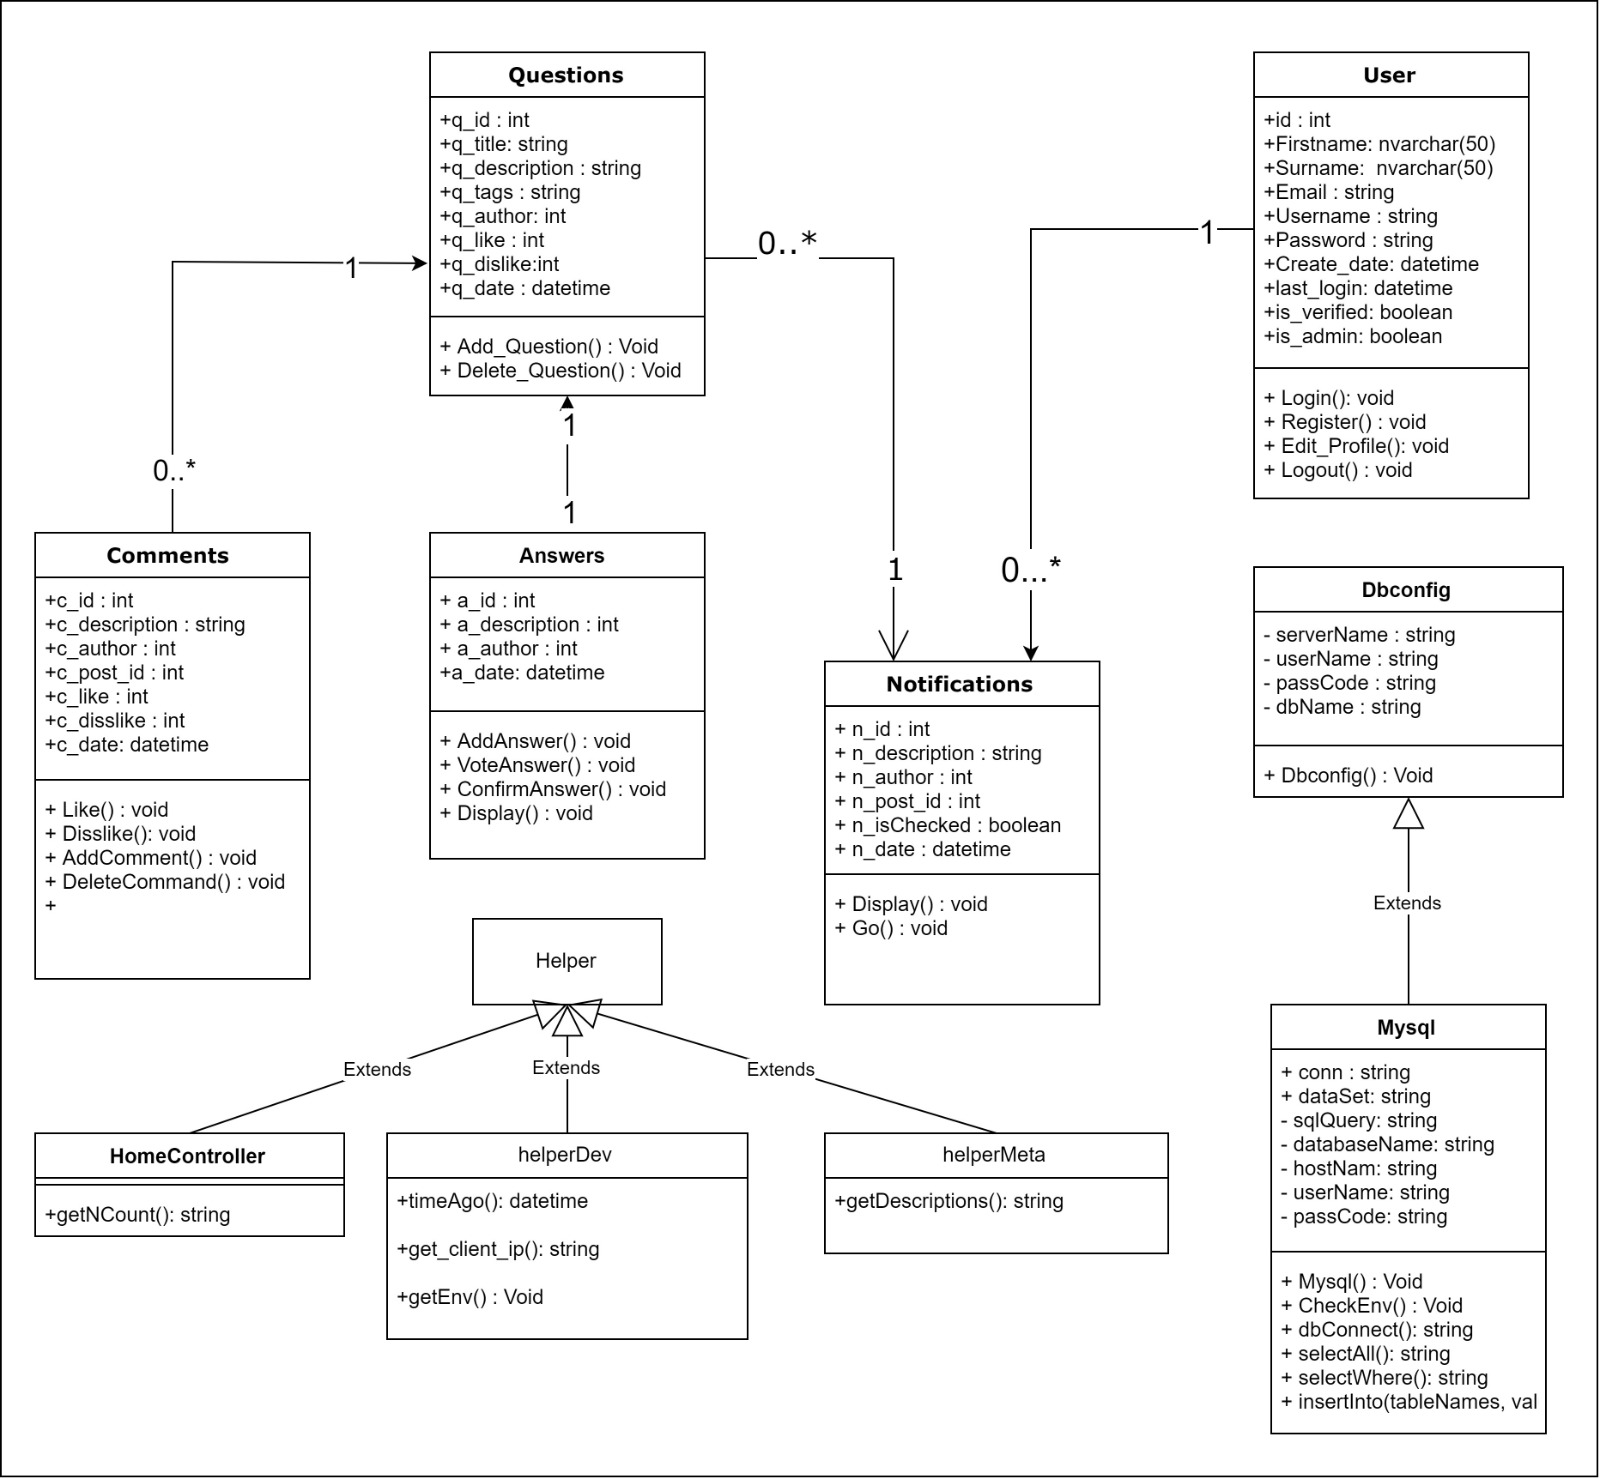 Questions
+q_id : int
+q_title: string
+q_description : string
+q_tags : string
+q_author: int
+q_like : int
+q_dislike:int
+q_date : datetime
+ Add_Question() : Void
+ Delete_Question() : Void
User
+id : int
+Firstname: nvarchar(50)
+Surname:  nvarchar(50)
+Email : string
+Username : string
+Password : string
+Create_date: datetime
+last_login: datetime
+is_verified: boolean
+is_admin: boolean
+ Login(): void
+ Register() : void
+ Edit_Profile(): void
+ Logout() : void
1
0..*
0..*
1
1
0...*
1
1
Comments
+c_id : int
+c_description : string
+c_author : int
+c_post_id : int
+c_like : int
+c_disslike : int
+c_date: datetime
+ Like() : void
+ Disslike(): void
+ AddComment() : void
+ DeleteCommand() : void
+
Answers
+ a_id : int
+ a_description : int
+ a_author : int
+a_date: datetime
+ AddAnswer() : void
+ VoteAnswer() : void
+ ConfirmAnswer() : void
+ Display() : void
Notifications
+ n_id : int
+ n_description : string
+ n_author : int
+ n_post_id : int
+ n_isChecked : boolean
+ n_date : datetime
+ Display() : void
+ Go() : void
Dbconfig
- serverName : string
- userName : string
- passCode : string
- dbName : string
+ Dbconfig() : Void
Extends
Mysql
+ conn : string
+ dataSet: string
- sqlQuery: string
- databaseName: string
- hostNam: string
- userName: string
- passCode: string
+ Mysql() : Void
+ CheckEnv() : Void
+ dbConnect(): string
+ selectAll(): string
+ selectWhere(): string
+ insertInto(tableNames, val
Helper
Extends
Extends
Extends
HomeController
+getNCount(): string
helperDev
+timeAgo(): datetime
+get_client_ip(): string
+getEnv() : Void
helperMeta
+getDescriptions(): string